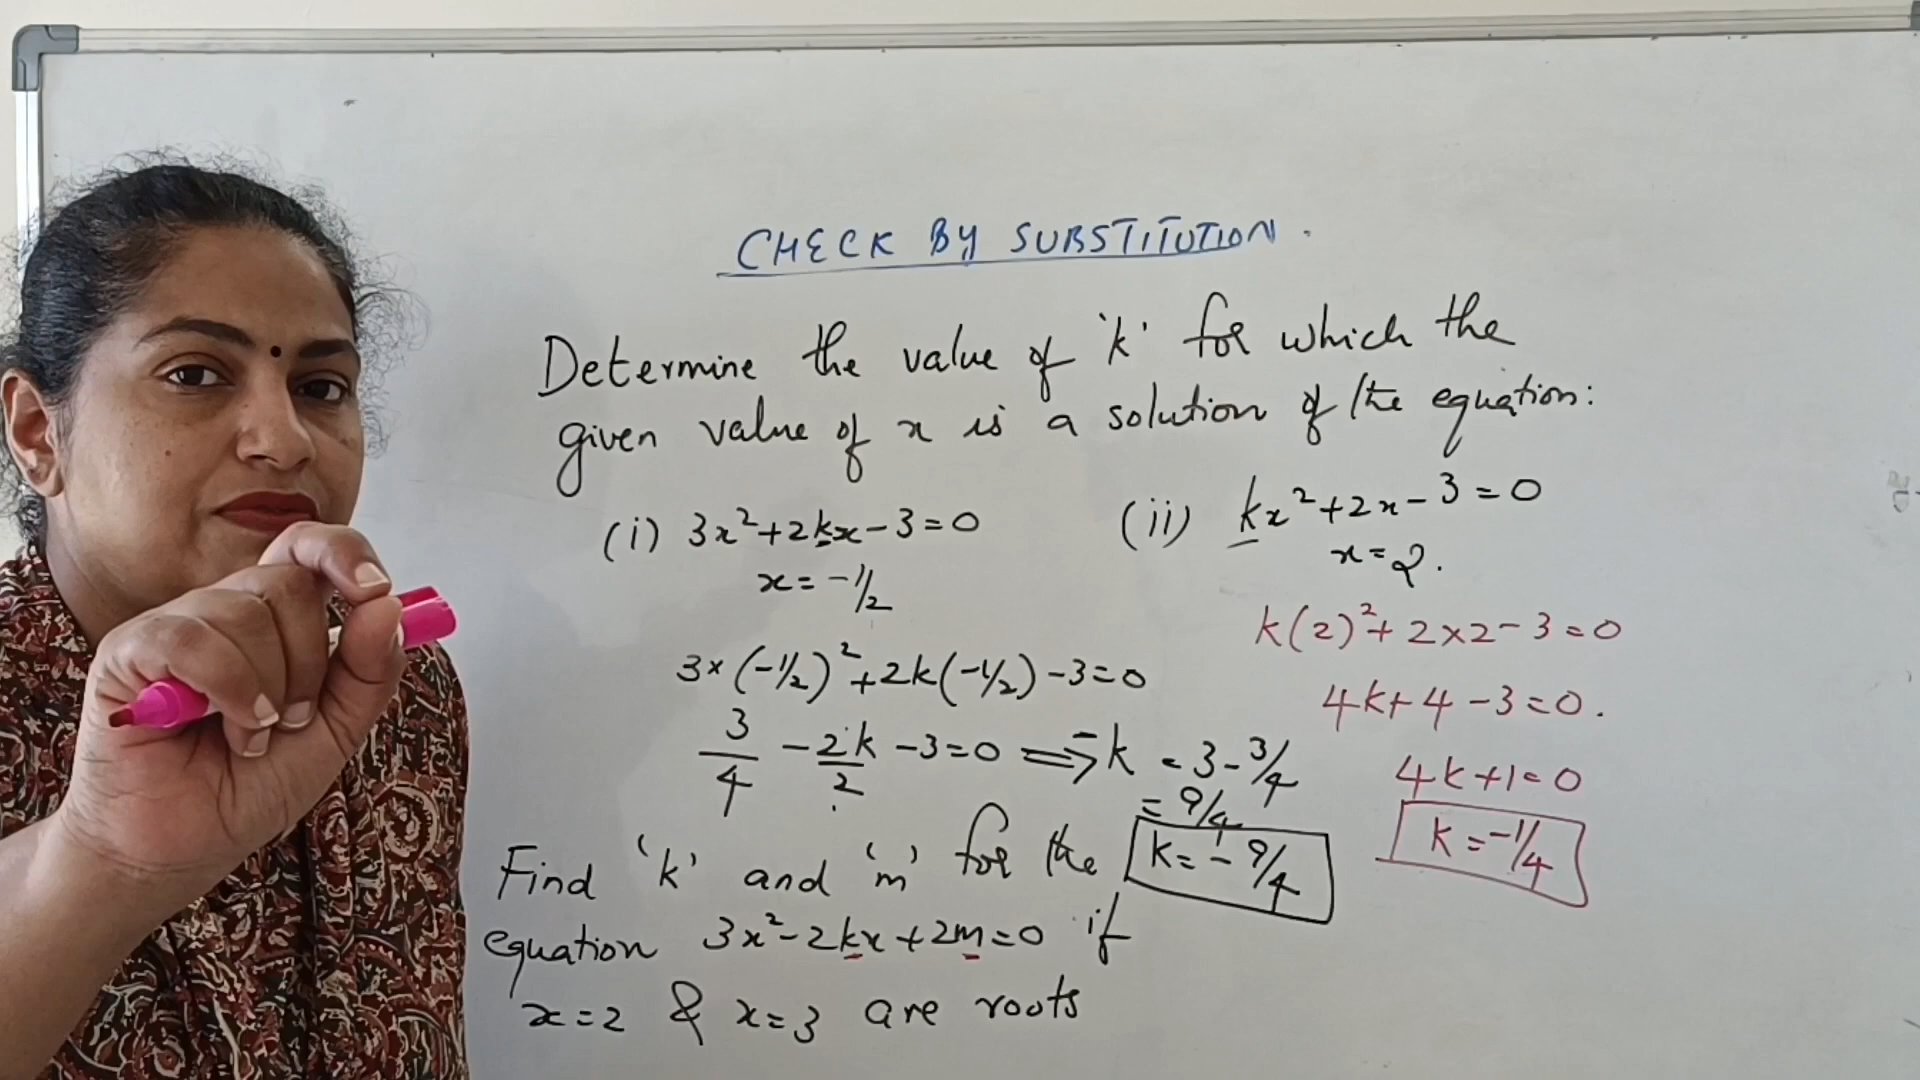 CHECK BY SUBSTITUTION.
Determine the value of 'k' for which the
given value of x is a solution of the equation:
(i) 3x²+2kx-3=0
x=-1/2
(ii) kx²+2x-3=0
x=2.
3×(-1/2)²+2k(-1/2)-3=0
3/4 - 2k/2 -3=0 ⟹ -k = 3-3/4
= 9/4
k = -9/4
k(2)²+2×2-3=0
4k+4-3=0.
4k+1=0
k=-1/4
Find 'k' and 'm' for the
equation 3x²-2kx+2m=0 if
x=2 & x=3 are roots